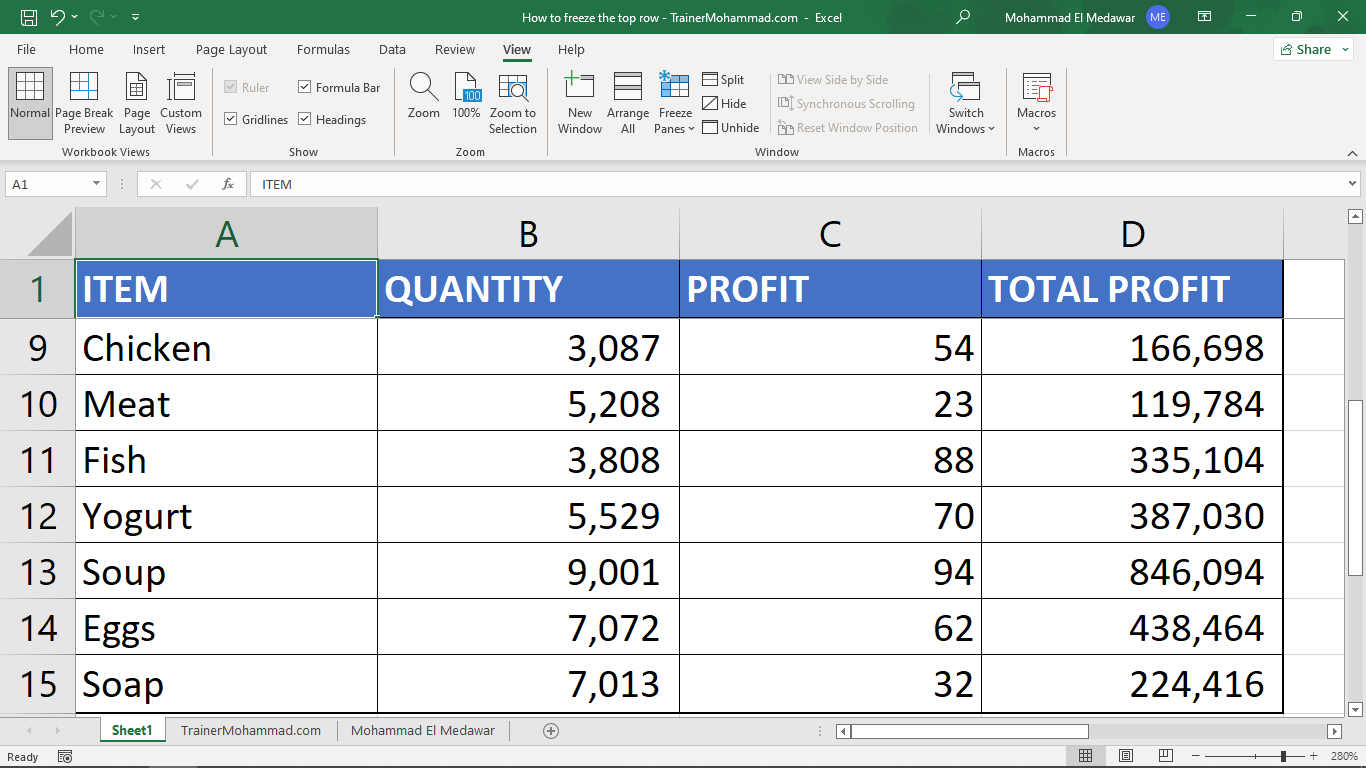 How to freeze the top row - TrainerMohammad.com - Excel
Mohammad El Medawar ME
File Home Insert Page Layout Formulas Data Review View Help Share
Normal
Page Break Preview
Page Layout
Custom Views
Workbook Views
Ruler Formula Bar
Gridlines Headings
Show
Zoom
100
100%
Zoom to Selection
Zoom
New Window
Arrange All
Freeze Panes
Split
Hide
Unhide
View Side by Side
Synchronous Scrolling
Reset Window Position
Switch Windows
Window
Macros
Macros
A1 fx ITEM
A B C D
1 ITEM QUANTITY PROFIT TOTAL PROFIT
9 Chicken 3,087 54 166,698
10 Meat 5,208 23 119,784
11 Fish 3,808 88 335,104
12 Yogurt 5,529 70 387,030
13 Soup 9,001 94 846,094
14 Eggs 7,072 62 438,464
15 Soap 7,013 32 224,416
Sheet1 TrainerMohammad.com Mohammad El Medawar
Ready 280%